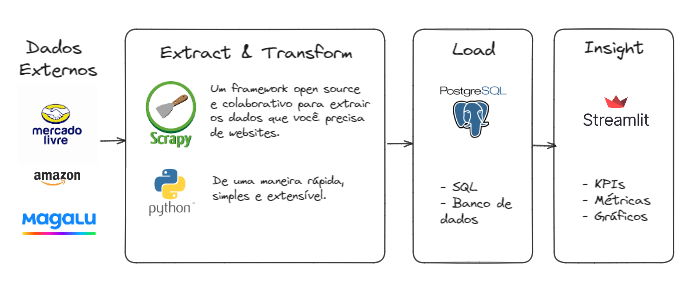 Dados
Externos
mercado
livre
amazon
MAGALU
Extract & Transform
Scrapy
Um framework open source
e colaborativo para extrair
os dados que você precisa
de websites.
python™
De uma maneira rápida,
simples e extensível.
Load
PostgreSQL
- SQL
- Banco de
dados
Insight
Streamlit
- KPIs
- Métricas
- Gráficos